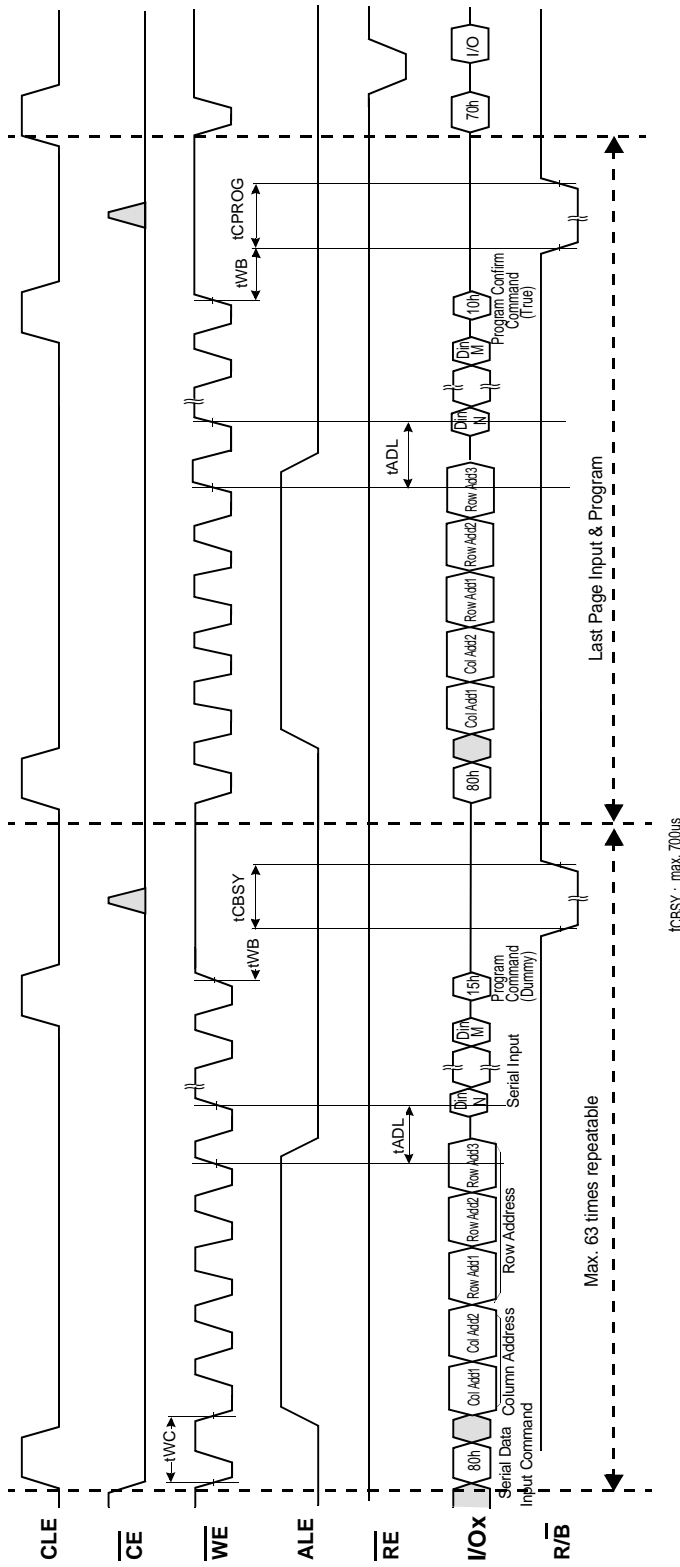 CLE
CE
WE
ALE
RE
I/Ox
R/B
tWC
tADL
tWB
tCBSY
tADL
tWB
tCPROG
80h
Col Add1
Col Add2
Row Add1
Row Add2
Row Add3
Din
N
Din
M
15h
80h
Col Add1
Col Add2
Row Add1
Row Add2
Row Add3
Din
N
Din
M
10h
70h
I/O
Serial Data
Input Command
Column Address
Row Address
Serial Input
Program
Command
(Dummy)
Program Confirm
Command
(True)
Max. 63 times repeatable
Last Page Input & Program
tCBSY : max. 700us